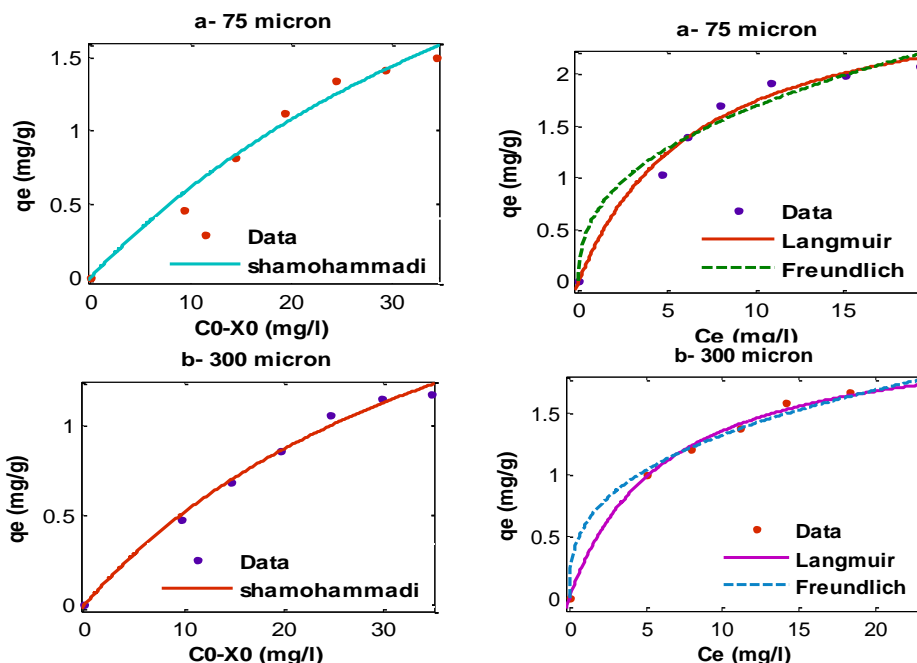 a- 75 micron
qe (mg/g)
1.5
1
0.5
0
Data
shamohammadi
0 10 20 30
C0-X0 (mg/l)
a- 75 micron
qe (mg/g)
2
1.5
1
0.5
0
Data
Langmuir
Freundlich
0 5 10 15
Ce (mg/l)
b- 300 micron
qe (mg/g)
1
0.5
0
Data
shamohammadi
0 10 20 30
C0-X0 (mg/l)
b- 300 micron
qe (mg/g)
1.5
1
0.5
0
Data
Langmuir
Freundlich
0 5 10 15 20
Ce (mg/l)